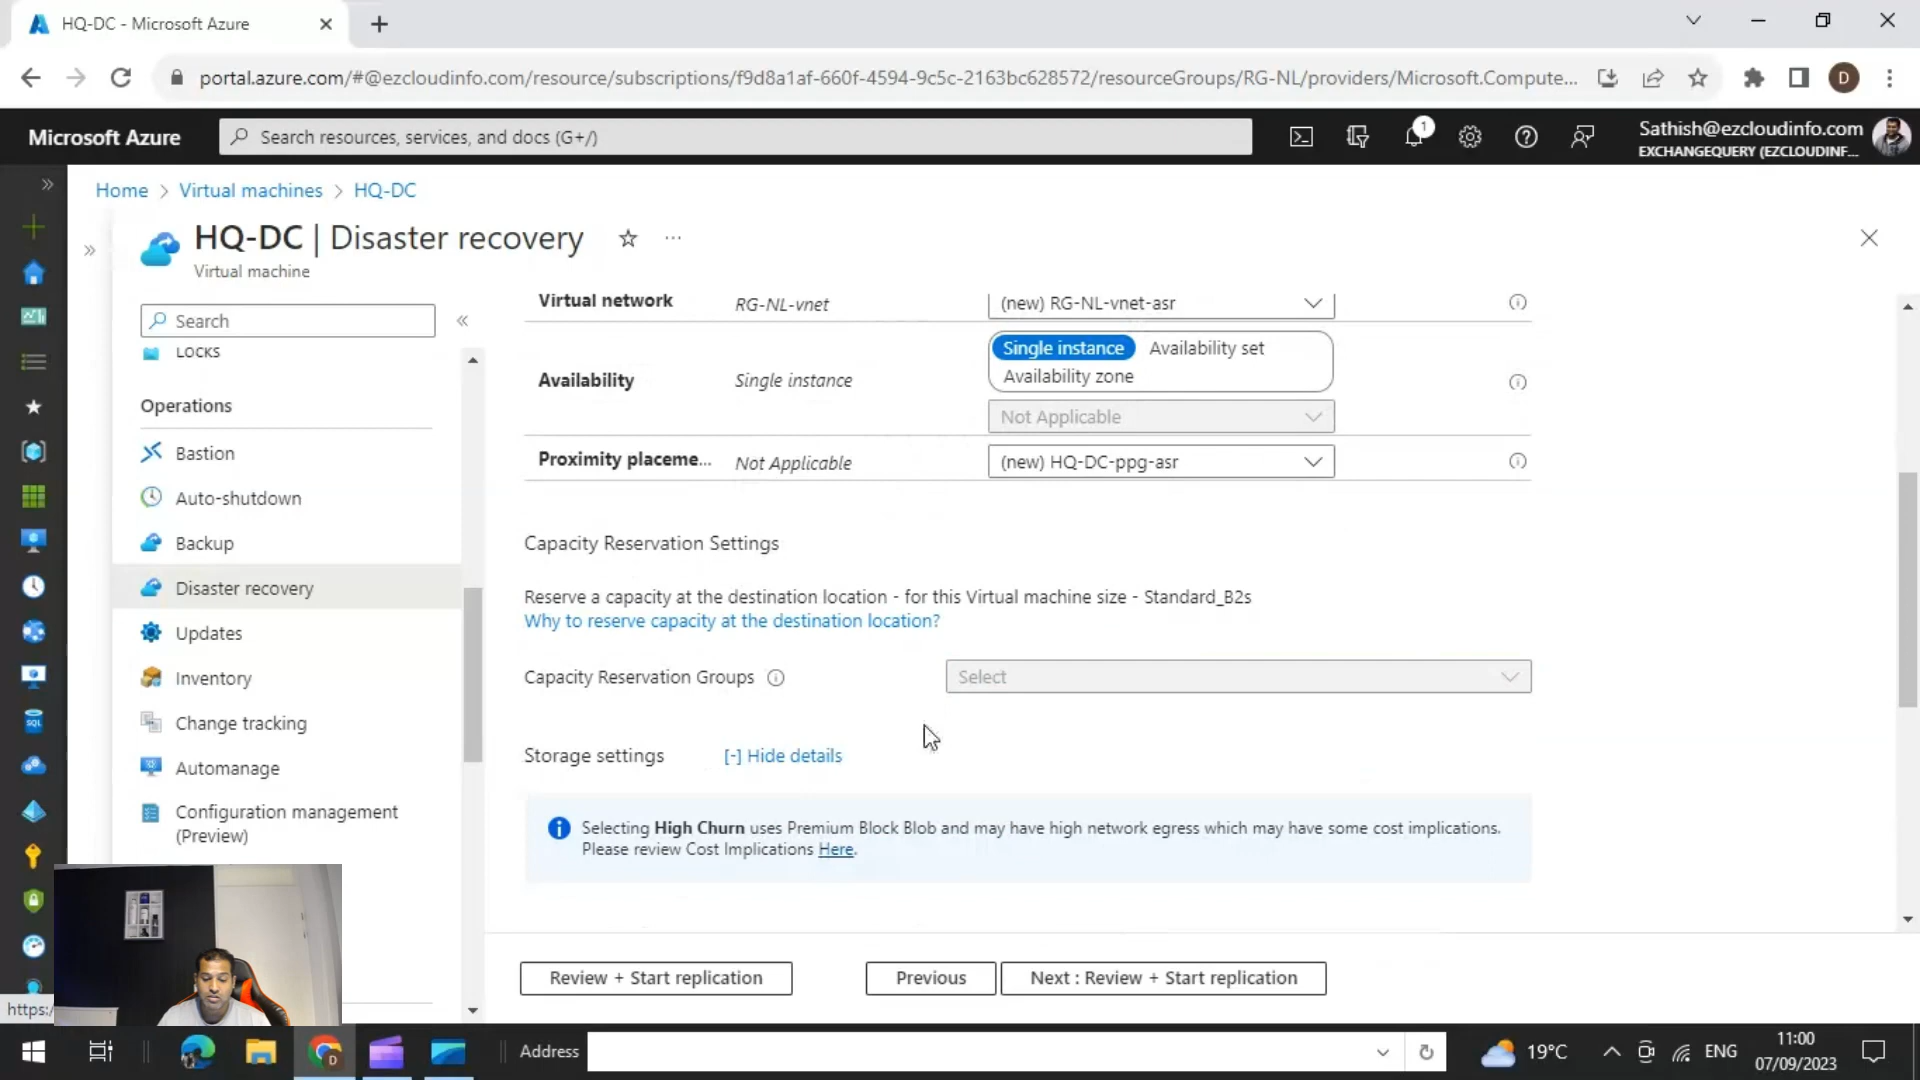 HQ-DC - Microsoft Azure
portal.azure.com/#@ezcloudinfo.com/resource/subscriptions/f9d8a1af-660f-4594-9c5c-2163bc628572/resourceGroups/RG-NL/providers/Microsoft.Compute...
D
Microsoft Azure
Search resources, services, and docs (G+/)
1
Sathish@ezcloudinfo.com
EXCHANGEQUERY (EZCLOUDINF...
Home > Virtual machines > HQ-DC
HQ-DC | Disaster recovery
Virtual machine
Search
Locks
Operations
Bastion
Auto-shutdown
Backup
Disaster recovery
Updates
Inventory
Change tracking
Automanage
Configuration management
(Preview)
Virtual network RG-NL-vnet (new) RG-NL-vnet-asr
Single instance Availability set
Availability Single instance Availability zone
Not Applicable
Proximity placeme... Not Applicable (new) HQ-DC-ppg-asr
Capacity Reservation Settings
Reserve a capacity at the destination location - for this Virtual machine size - Standard_B2s
Why to reserve capacity at the destination location?
Capacity Reservation Groups Select
Storage settings [-] Hide details
Selecting High Churn uses Premium Block Blob and may have high network egress which may have some cost implications.
Please review Cost Implications Here.
Review + Start replication Previous Next : Review + Start replication
SQL
https:/
D
Address
19°C
ENG
11:00
07/09/2023